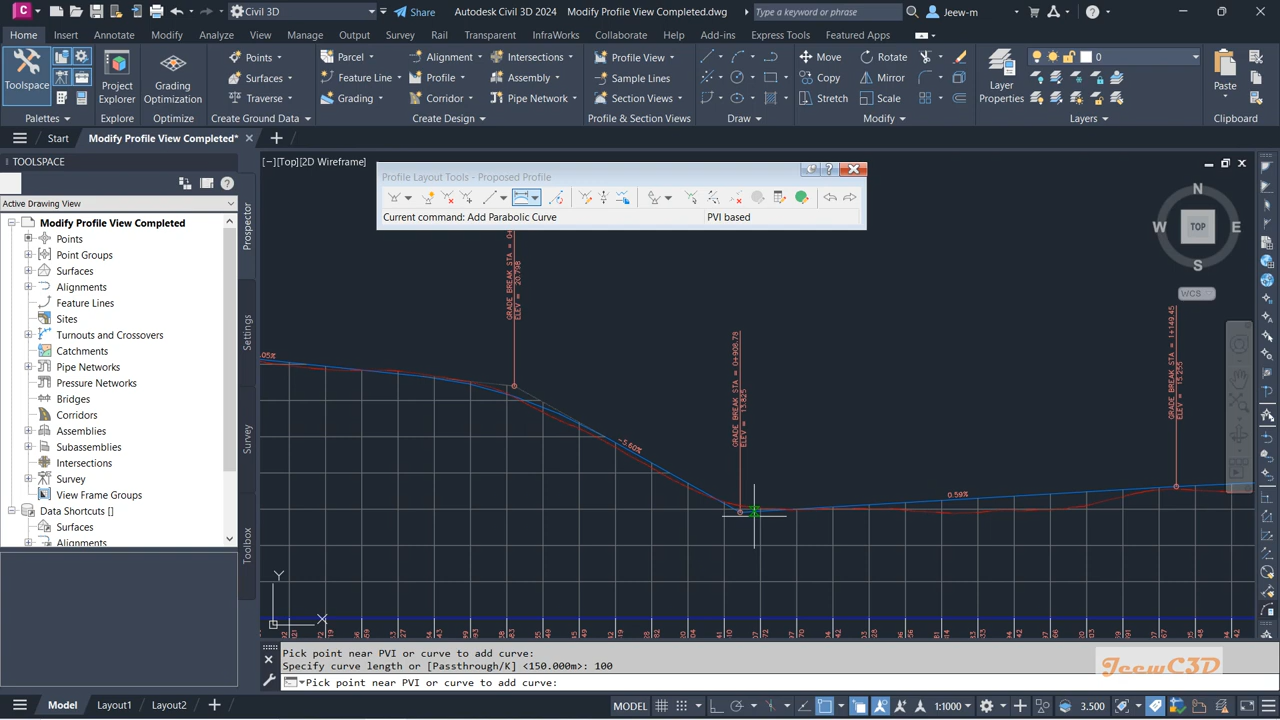 C
Civil 3D
Share
Autodesk Civil 3D 2024 Modify Profile View Completed.dwg
Type a keyword or phrase
Jeew-m
Home Insert Annotate Modify Analyze View Manage Output Survey Rail Transparent InfraWorks Collaborate Help Add-ins Express Tools Featured Apps
Toolspace
Project
Explorer
Grading
Optimization
Points
Surfaces
Traverse
Parcel
Feature Line
Grading
Alignment
Profile
Corridor
Intersections
Assembly
Pipe Network
Profile View
Sample Lines
Section Views
Move
Rotate
Copy
Mirror
Stretch
Scale
Layer
Properties
0
Paste
Palettes Explore Optimize Create Ground Data Create Design Profile & Section Views Draw Modify Layers Clipboard
Start Modify Profile View Completed*
TOOLSPACE
Active Drawing View
Modify Profile View Completed
Points
Point Groups
Surfaces
Alignments
Feature Lines
Sites
Turnouts and Crossovers
Catchments
Pipe Networks
Pressure Networks
Bridges
Corridors
Assemblies
Subassemblies
Intersections
Survey
View Frame Groups
Data Shortcuts []
Surfaces
Alignments
Prospector
Settings
Survey
Toolbox
[−][Top][2D Wireframe]
Profile Layout Tools - Proposed Profile
Current command: Add Parabolic Curve
PVI based
N
W TOP E
S
WCS
ELEV = 20.798
GRADE BREAK STA = 0+908.78
ELEV = 13.825
GRADE BREAK STA = 1+149.45
ELEV = 15.255
.05%
-5.60%
0.59%
Y
X
Pick point near PVI or curve to add curve:
Specify curve length or [Passthrough/K] <150.000m>: 100
Pick point near PVI or curve to add curve:
JeewC3D
Model Layout1 Layout2
MODEL
1:1000
3.500